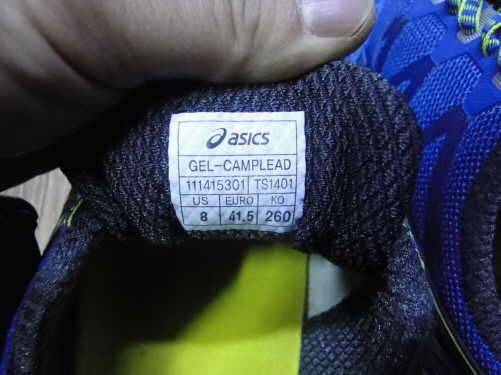 asics
GEL-CAMPLEAD
111415301 TS1401
US EURO KO
8 41,5 260